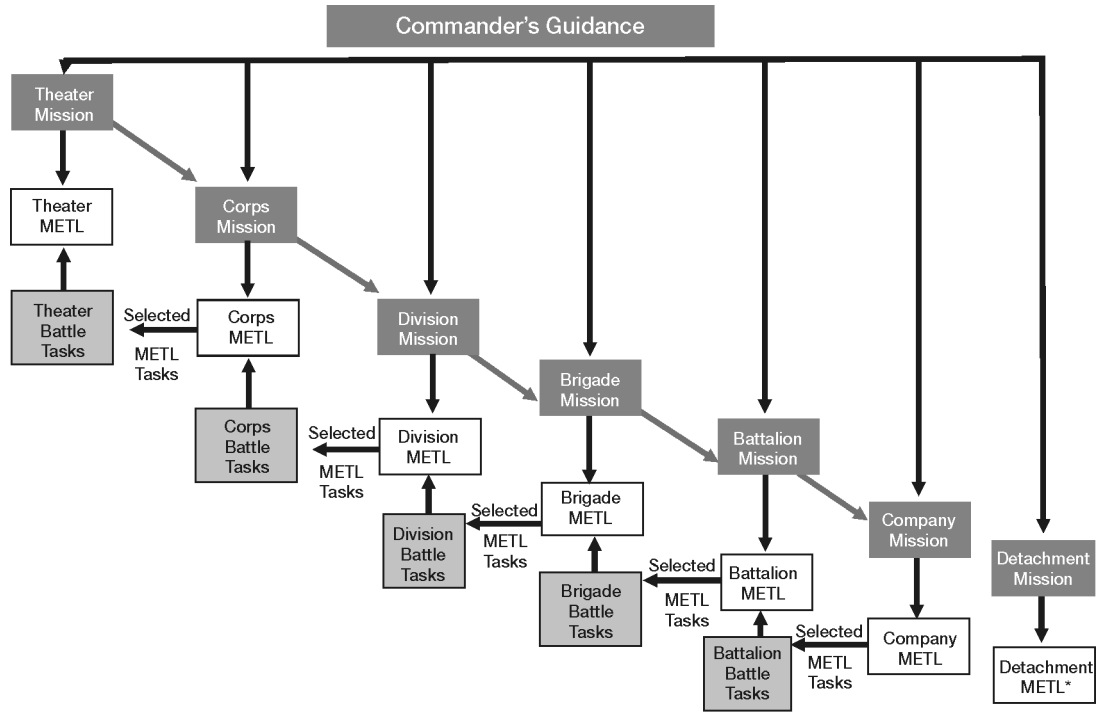 Commander's Guidance
Theater
Mission
Theater
METL
Theater
Battle
Tasks
Corps
Mission
Selected
METL
Tasks
Corps
METL
Corps
Battle
Tasks
Division
Mission
Selected
METL
Tasks
Division
METL
Division
Battle
Tasks
Brigade
Mission
Selected
METL
Tasks
Brigade
METL
Brigade
Battle
Tasks
Battalion
Mission
Selected
METL
Tasks
Battalion
METL
Battalion
Battle
Tasks
Company
Mission
Selected
METL
Tasks
Company
METL
Detachment
Mission
Detachment
METL*